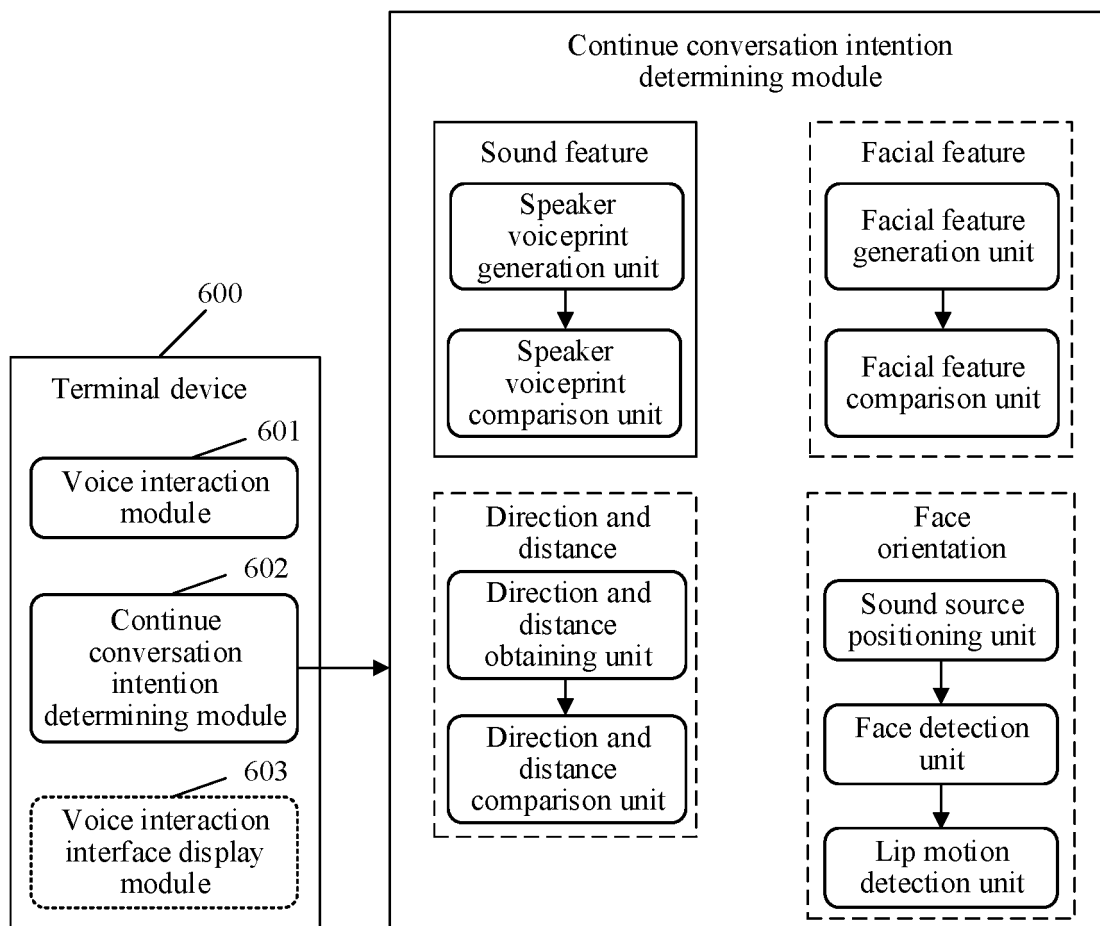 Continue conversation intention
determining module
Sound feature
Speaker
voiceprint
generation unit
Speaker
voiceprint
comparison unit
Facial feature
Facial feature
generation unit
Facial feature
comparison unit
600
Terminal device
601
Voice interaction
module
602
Continue
conversation
intention
determining module
603
Voice interaction
interface display
module
Direction and
distance
Direction and
distance
obtaining unit
Direction and
distance
comparison unit
Face
orientation
Sound source
positioning unit
Face detection
unit
Lip motion
detection unit